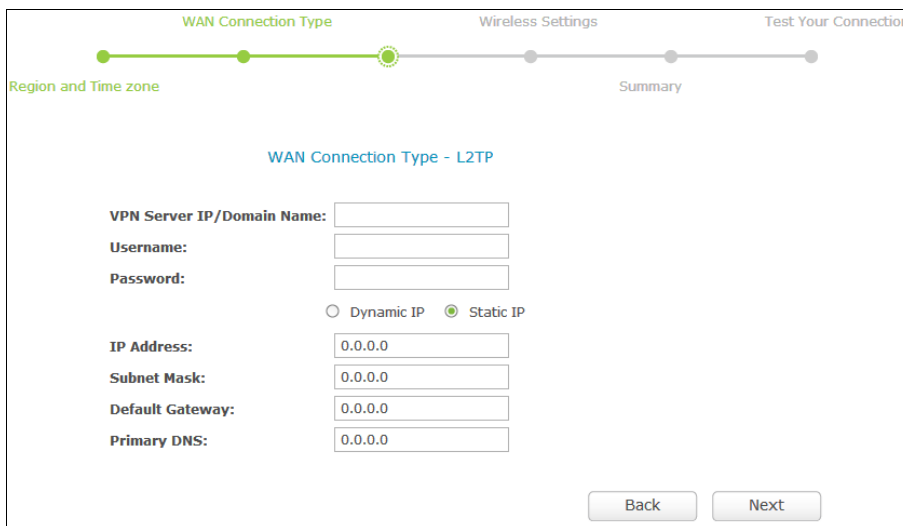 WAN Connection Type Wireless Settings Test Your Connection
Region and Time zone Summary
WAN Connection Type - L2TP
VPN Server IP/Domain Name:
Username:
Password:
Dynamic IP Static IP
IP Address: 0.0.0.0
Subnet Mask: 0.0.0.0
Default Gateway: 0.0.0.0
Primary DNS: 0.0.0.0
Back Next